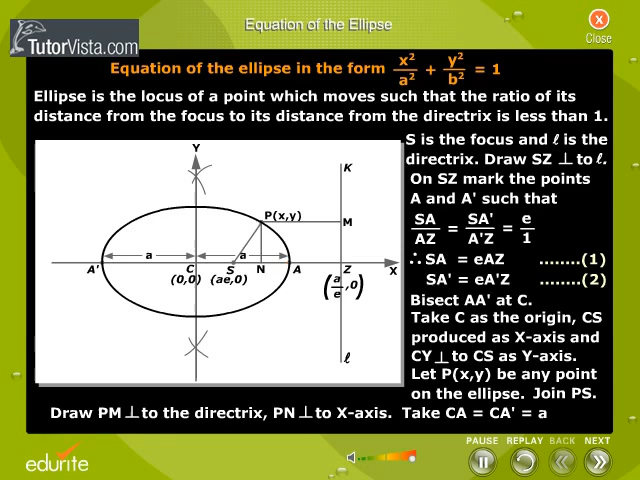 Equation of the Ellipse
x
Close
TutorVista.com
Equation of the ellipse in the form x²/a² + y²/b² = 1
Ellipse is the locus of a point which moves such that the ratio of its
distance from the focus to its distance from the directrix is less than 1.
S is the focus and ℓ is the
directrix. Draw SZ ⊥ to ℓ.
On SZ mark the points
A and A' such that
SA/AZ = SA'/A'Z = e/1
∴ SA = eAZ ........(1)
SA' = eA'Z ........(2)
Bisect AA' at C.
Take C as the origin, CS
produced as X-axis and
CY ⊥ to CS as Y-axis.
Let P(x,y) be any point
on the ellipse. Join PS.
Y
K
P(x,y)
M
a a
A' C S N A Z X
(0,0) (ae,0) (a/e,0)
ℓ
Draw PM ⊥ to the directrix, PN ⊥ to X-axis. Take CA = CA' = a
PAUSE REPLAY BACK NEXT
edurite